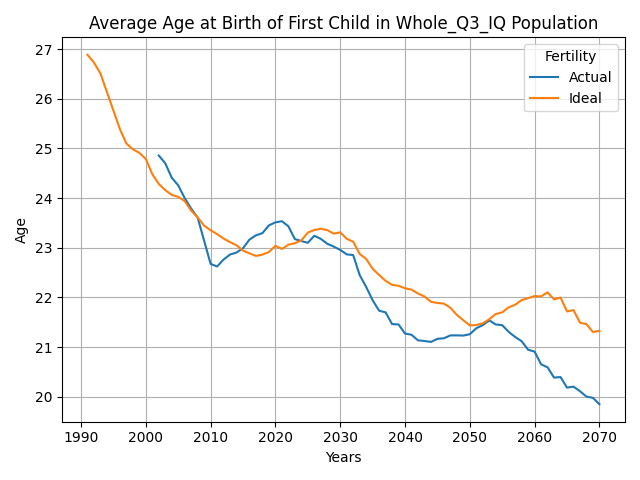 Average Age at Birth of First Child in Whole_Q3_IQ Population
Fertility
Actual
Ideal
Age
27
26
25
24
23
22
21
20
1990 2000 2010 2020 2030 2040 2050 2060 2070
Years